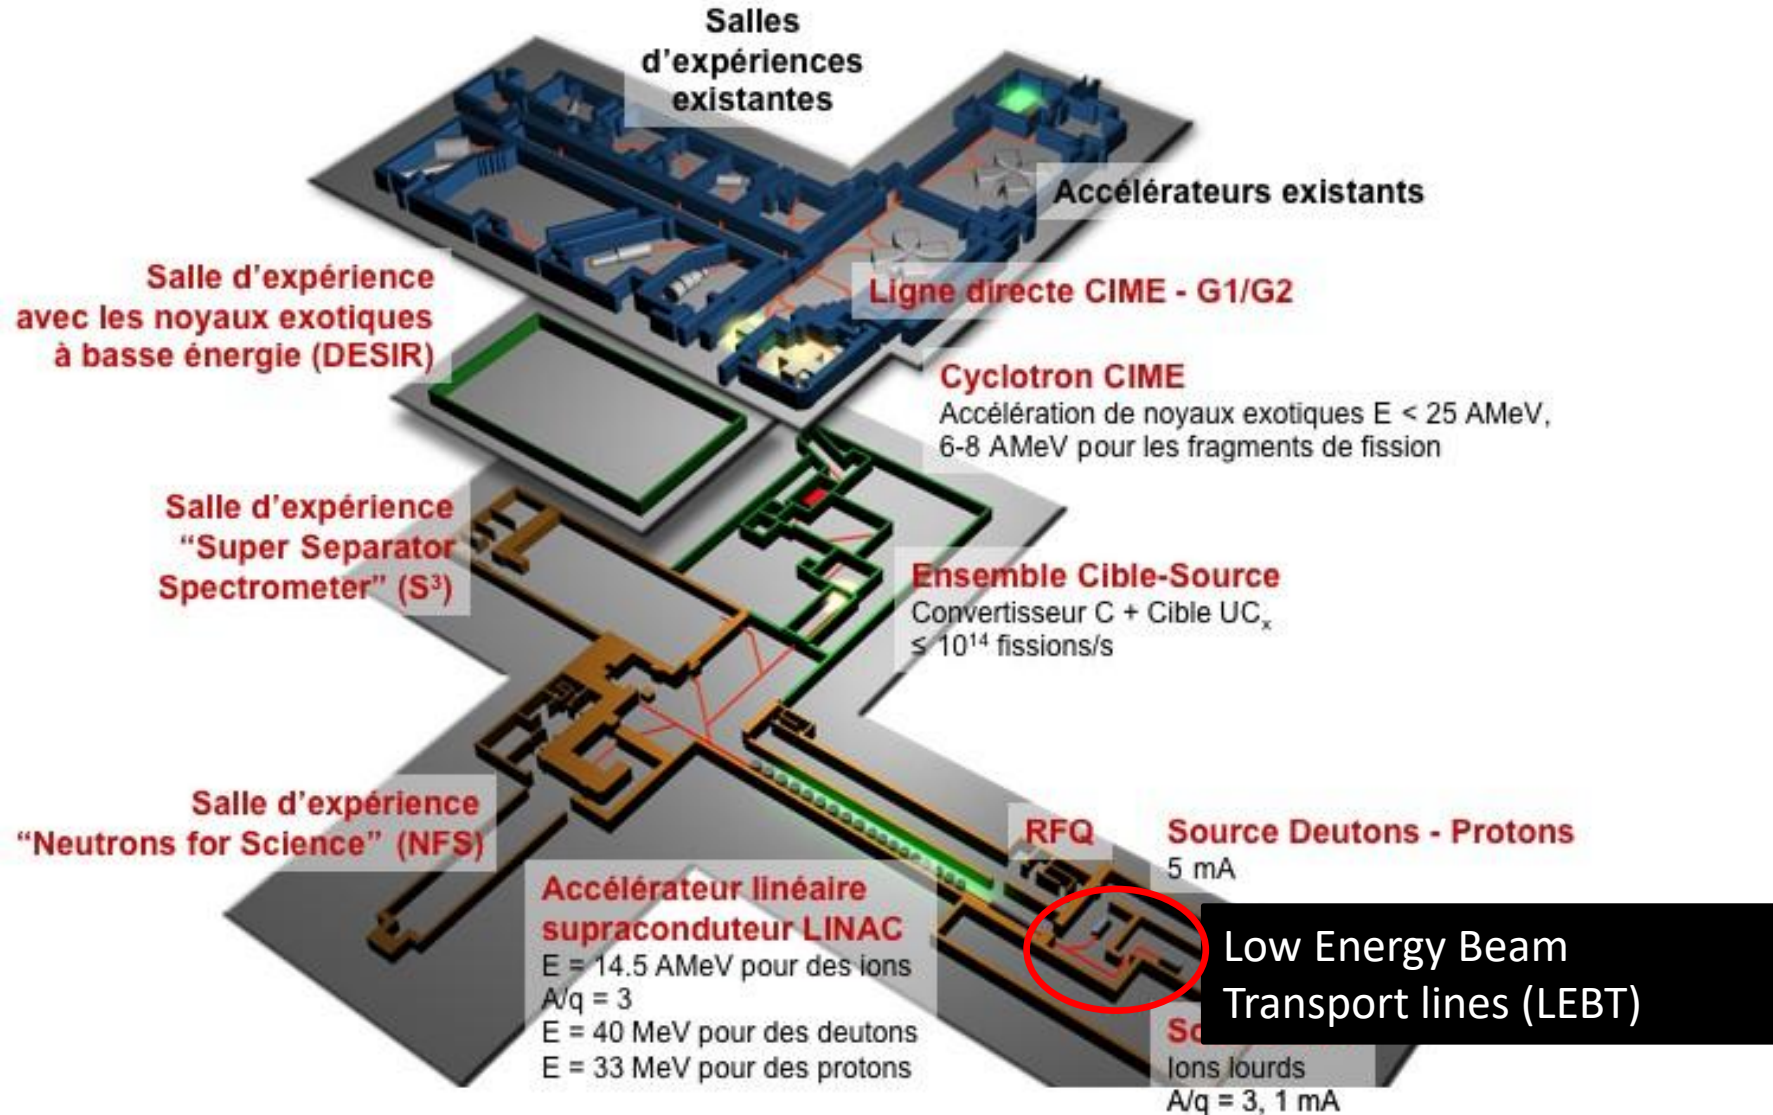 Salles
d’expériences
existantes
Accélérateurs existants
Ligne directe CIME - G1/G2
Salle d’expérience
avec les noyaux exotiques
à basse énergie (DESIR)
Cyclotron CIME
Accélération de noyaux exotiques E < 25 AMeV,
6-8 AMeV pour les fragments de fission
Salle d’expérience
“Super Separator
Spectrometer” (S³)
Ensemble Cible-Source
Convertisseur C + Cible UCₓ
≤ 10¹⁴ fissions/s
Salle d’expérience
“Neutrons for Science” (NFS)
RFQ
Source Deutons - Protons
5 mA
Accélérateur linéaire
supraconduteur LINAC
E = 14.5 AMeV pour des ions
A/q = 3
E = 40 MeV pour des deutons
E = 33 MeV pour des protons
Low Energy Beam
Transport lines (LEBT)
Ions lourds
A/q = 3, 1 mA